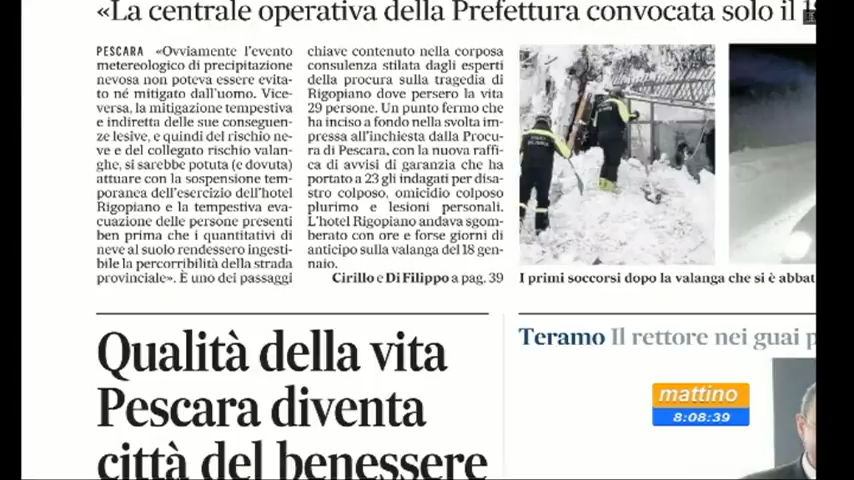 «La centrale operativa della Prefettura convocata solo il
PESCARA «Ovviamente l'evento
metereologico di precipitazione
nevosa non poteva essere evita-
to né mitigato dall'uomo. Vice-
versa, la mitigazione tempestiva
e indiretta delle sue conseguen-
ze lesive, e quindi del rischio ne-
ve e del collegato rischio valan-
ghe, si sarebbe potuta (e dovuta)
attuare con la sospensione tem-
poranea dell'esercizio dell'hotel
Rigopiano e la tempestiva eva-
cuazione delle persone presenti
ben prima che i quantitativi di
neve al suolo rendessero ingesti-
bile la percorribilità della strada
provinciale». È uno dei passaggi
chiave contenuto nella corposa
consulenza stilata dagli esperti
della procura sulla tragedia di
Rigopiano dove persero la vita
29 persone. Un punto fermo che
ha inciso a fondo nella svolta im-
pressa all'inchiesta dalla Procu-
ra di Pescara, con la nuova raffi-
ca di avvisi di garanzia che ha
portato a 23 gli indagati per disa-
stro colposo, omicidio colposo
plurimo e lesioni personali.
L'hotel Rigopiano andava sgom-
berato con ore e forse giorni di
anticipo sulla valanga del 18 gen-
naio.
Cirillo e Di Filippo a pag. 39
I primi soccorsi dopo la valanga che si è abbat
Qualità della vita
Pescara diventa
città del benessere
Teramo Il rettore nei guai p
mattino
8:08:39